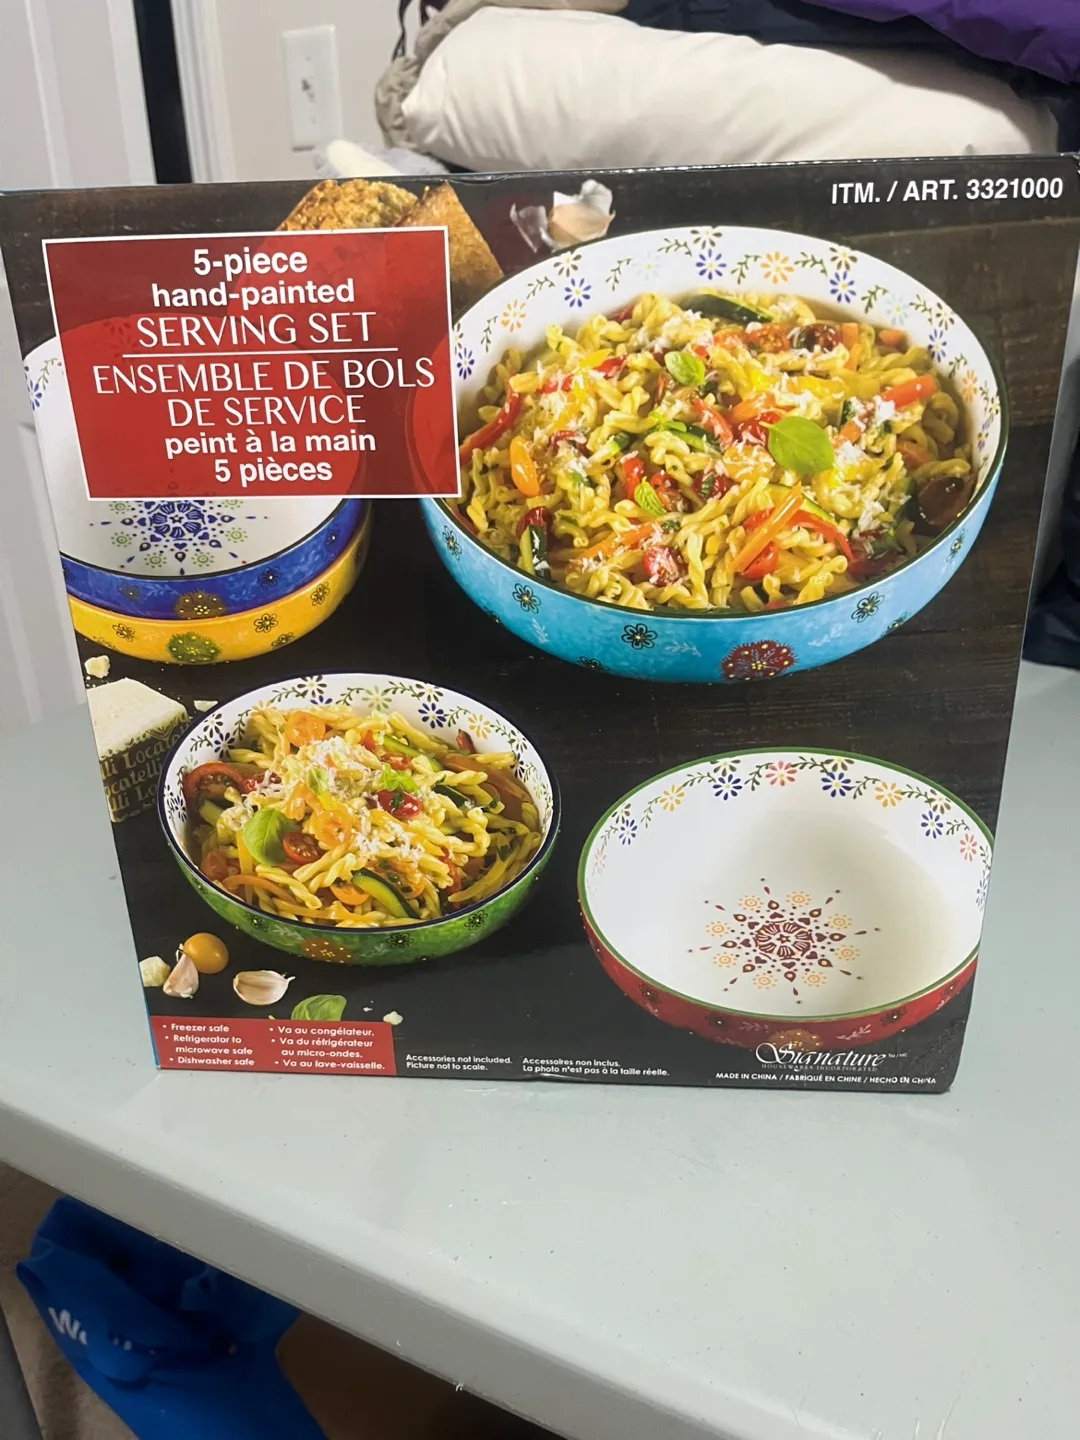 ITM. / ART. 3321000
5-piece
hand-painted
SERVING SET
ENSEMBLE DE BOLS
DE SERVICE
peint à la main
5 pièces
• Freezer safe
• Refrigerator to
microwave safe
• Dishwasher safe
• Va au congélateur.
• Va du réfrigérateur
au micro-ondes.
• Va au lave-vaisselle.
Accessories not included.
Picture not to scale.
Accessoires non inclus.
La photo n'est pas à la taille réelle.
Signature TM/MC
HOUSEWARES INCORPORATED
MADE IN CHINA / FABRIQUÉ EN CHINE / HECHO EN CHINA